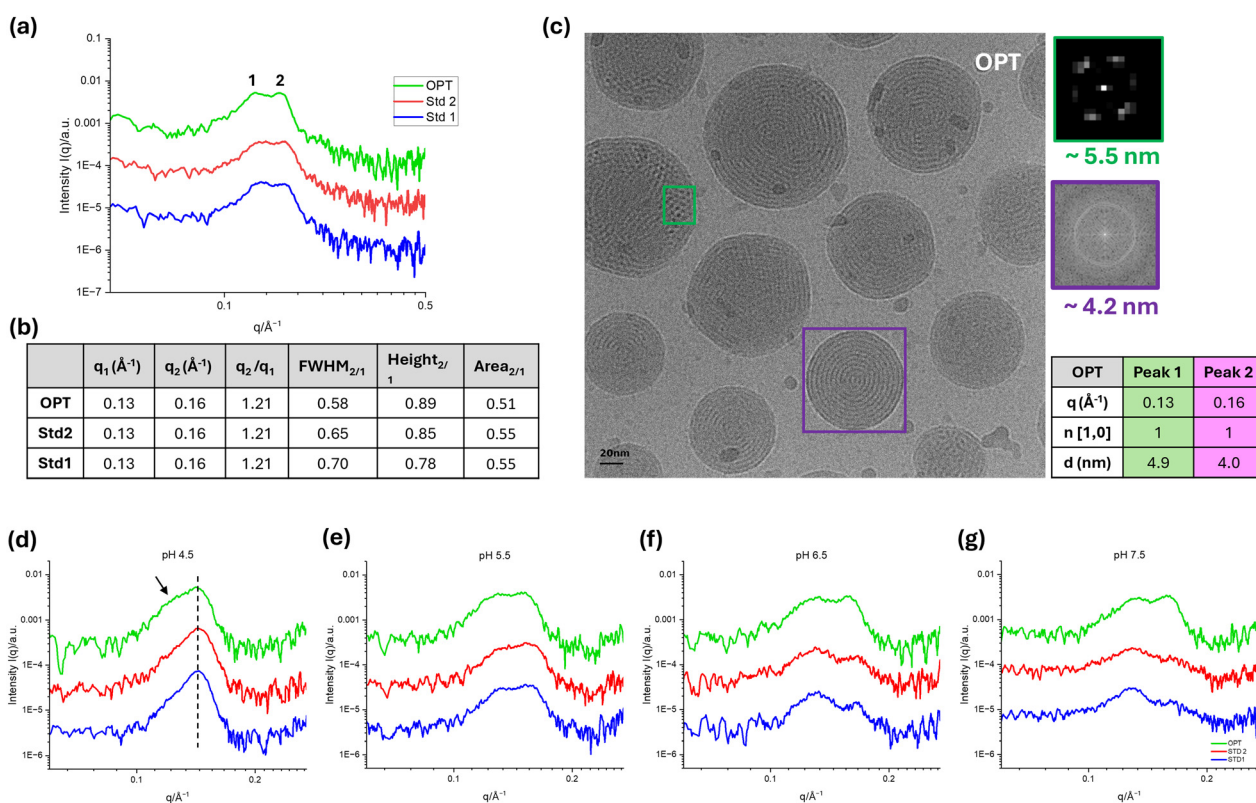 (a)
0.1
0.01
0.001
1E-4
1E-5
1E-6
1E-7
Intensity I(q)/a.u.
1 2
OPT
Std 2
Std 1
0.1 0.5
q/Å⁻¹
(b)
q₁ (Å⁻¹) q₂ (Å⁻¹) q₂ /q₁ FWHM₂/₁ Height₂/₁ Area₂/₁
OPT 0.13 0.16 1.21 0.58 0.89 0.51
Std2 0.13 0.16 1.21 0.65 0.85 0.55
Std1 0.13 0.16 1.21 0.70 0.78 0.55
(c)
OPT
20nm
~ 5.5 nm
~ 4.2 nm
OPT Peak 1 Peak 2
q (Å⁻¹) 0.13 0.16
n [1,0] 1 1
d (nm) 4.9 4.0
(d)
pH 4.5
0.01
0.001
1E-4
1E-5
1E-6
Intensity I(q)/a.u.
0.1 0.2
q/Å⁻¹
(e)
pH 5.5
0.01
0.001
1E-4
1E-5
1E-6
Intensity I(q)/a.u.
0.1 0.2
q/Å⁻¹
(f)
pH 6.5
0.01
0.001
1E-4
1E-5
1E-6
Intensity I(q)/a.u.
0.1 0.2
q/Å⁻¹
(g)
pH 7.5
0.01
0.001
1E-4
1E-5
1E-6
Intensity I(q)/a.u.
OPT
STD 2
STD1
0.1 0.2
q/Å⁻¹